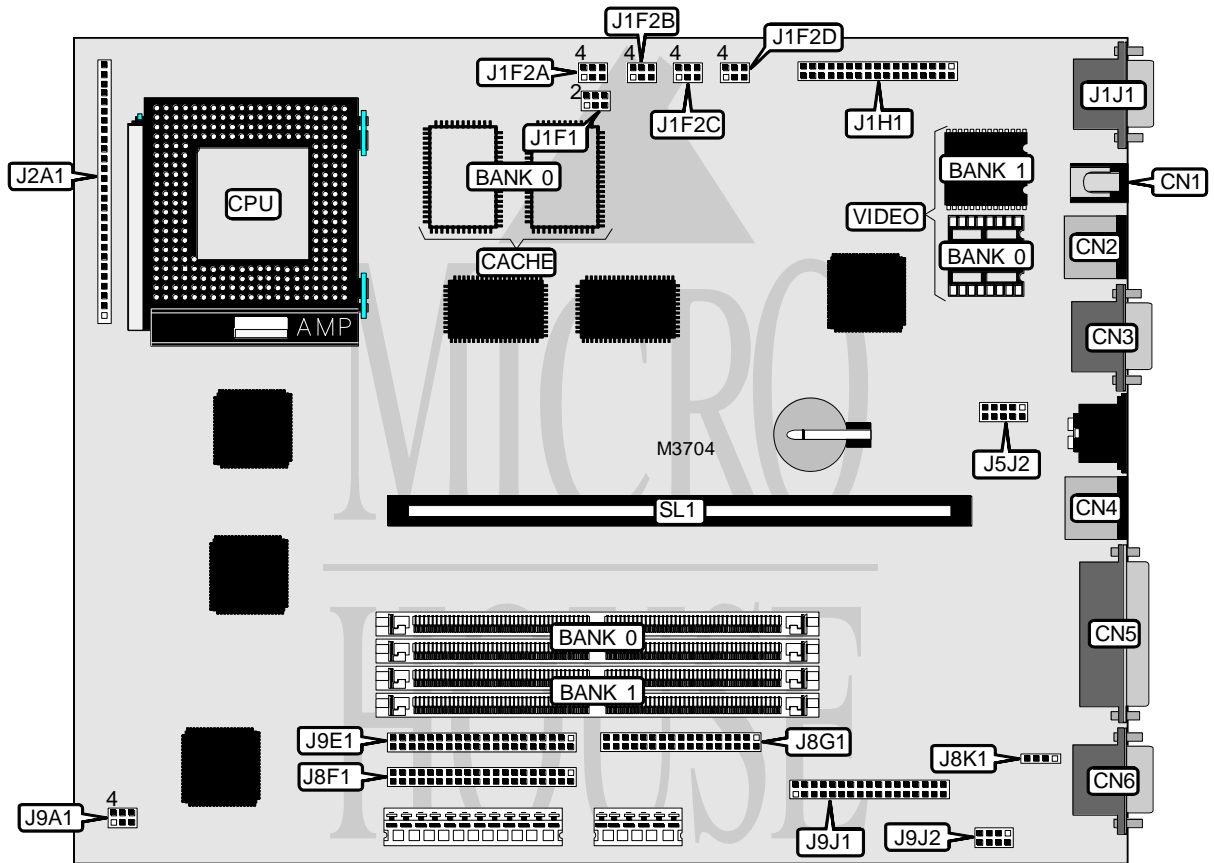 J1F2B
4
4
4
4
J1F2D
J1F2A
2
J1F1
J1F2C
J1H1
J1J1
J2A1
CPU
BANK 0
BANK 1
CN1
VIDEO
CACHE
BANK 0
CN2
AMP
CN3
M3704
J5J2
SL1
CN4
MICRO
HOUSE
BANK 0
CN5
BANK 1
J9E1
J8G1
J8K1
J8F1
CN6
4
J9A1
J9J1
J9J2